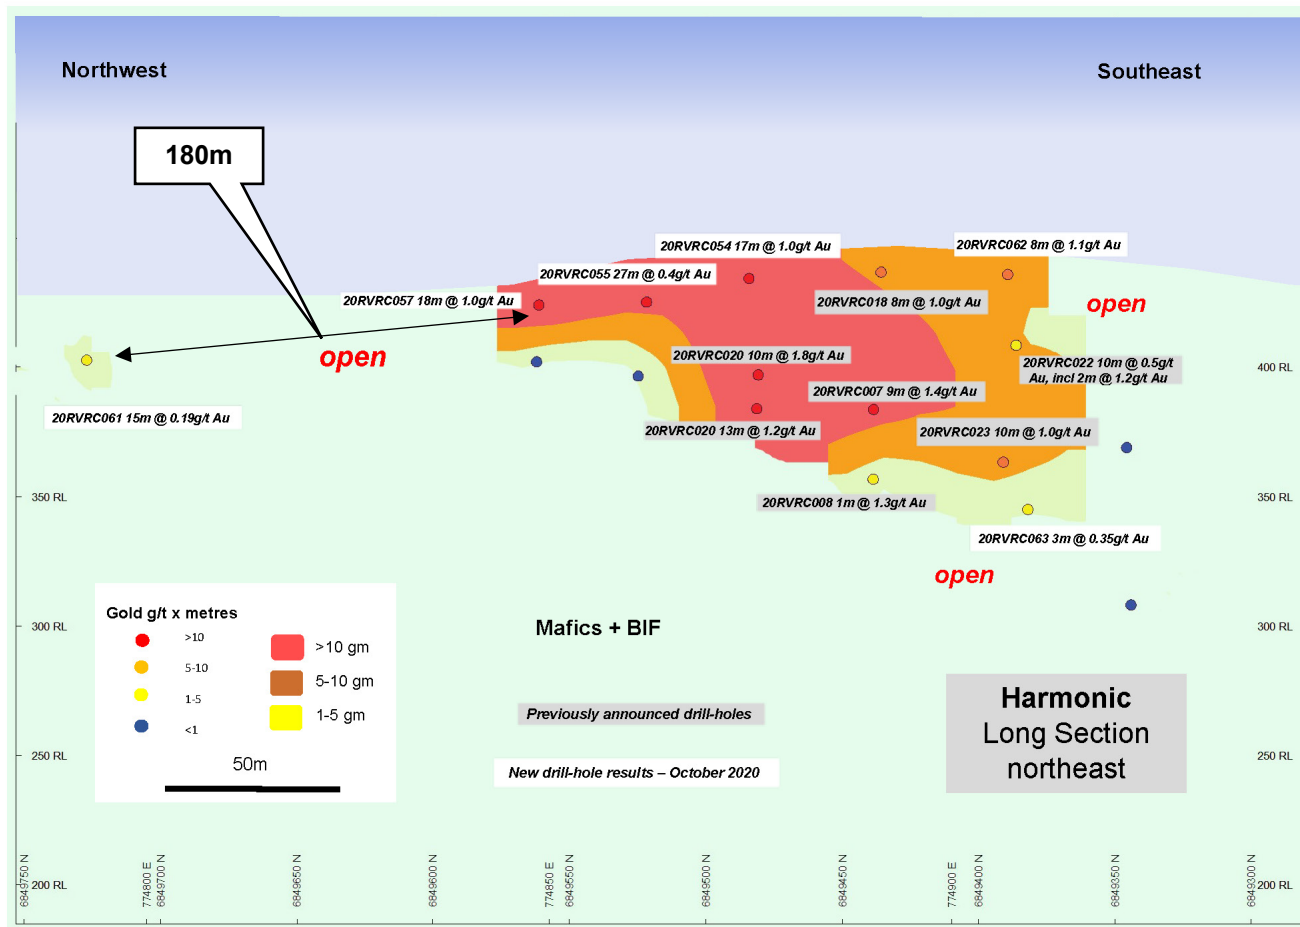 Northwest
Southeast
180m
20RVRC054 17m @ 1.0g/t Au
20RVRC062 8m @ 1.1g/t Au
20RVRC055 27m @ 0.4g/t Au
20RVRC057 18m @ 1.0g/t Au
20RVRC018 8m @ 1.0g/t Au
open
open
20RVRC020 10m @ 1.8g/t Au
20RVRC022 10m @ 0.5g/t
Au, incl 2m @ 1.2g/t Au
400 RL
400 RL
20RVRC007 9m @ 1.4g/t Au
20RVRC061 15m @ 0.19g/t Au
20RVRC020 13m @ 1.2g/t Au
20RVRC023 10m @ 1.0g/t Au
350 RL
350 RL
20RVRC008 1m @ 1.3g/t Au
20RVRC063 3m @ 0.35g/t Au
open
Gold g/t x metres
>10
5-10
1-5
<1
>10 gm
5-10 gm
1-5 gm
50m
300 RL
300 RL
Mafics + BIF
Previously announced drill-holes
New drill-hole results – October 2020
Harmonic
Long Section
northeast
250 RL
250 RL
200 RL
200 RL
6849750 N
774800 E
6849700 N
6849650 N
6849600 N
774850 E
6849550 N
6849500 N
6849450 N
774900 E
6849400 N
6849350 N
6849300 N